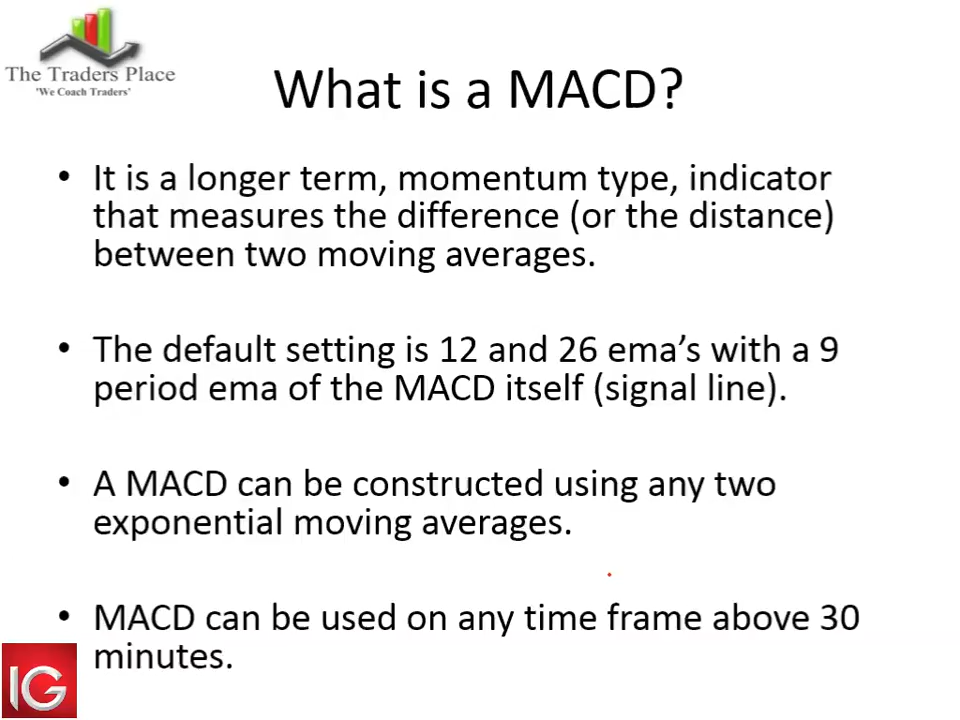 The Traders Place
'We Coach Traders'
What is a MACD?
• It is a longer term, momentum type, indicator
that measures the difference (or the distance)
between two moving averages.
• The default setting is 12 and 26 ema’s with a 9
period ema of the MACD itself (signal line).
• A MACD can be constructed using any two
exponential moving averages.
• MACD can be used on any time frame above 30
minutes.
IG